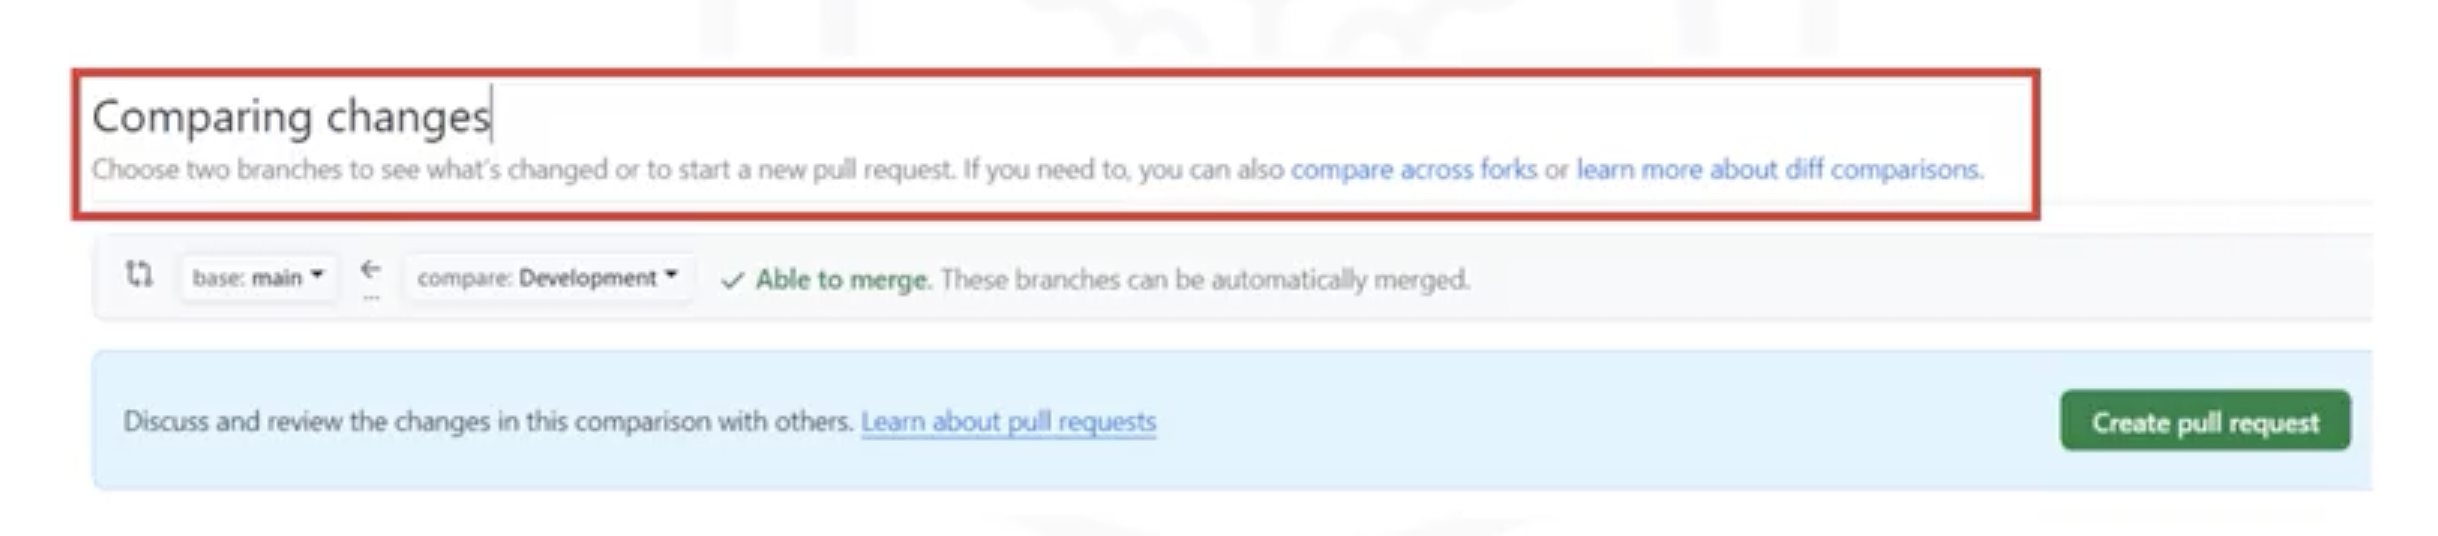 Comparing changes
Choose two branches to see what's changed or to start a new pull request. If you need to, you can also compare across forks or learn more about diff comparisons.
base: main compare: Development Able to merge. These branches can be automatically merged.
Discuss and review the changes in this comparison with others. Learn about pull requests Create pull request